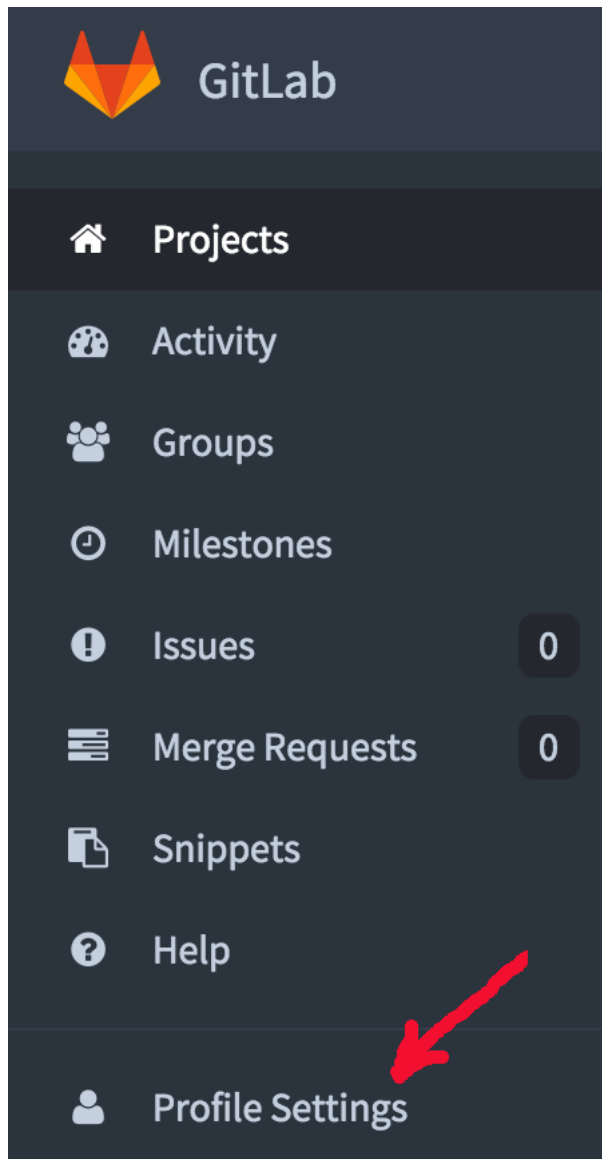 GitLab
Projects
Activity
Groups
Milestones
Issues 0
Merge Requests 0
Snippets
Help
Profile Settings